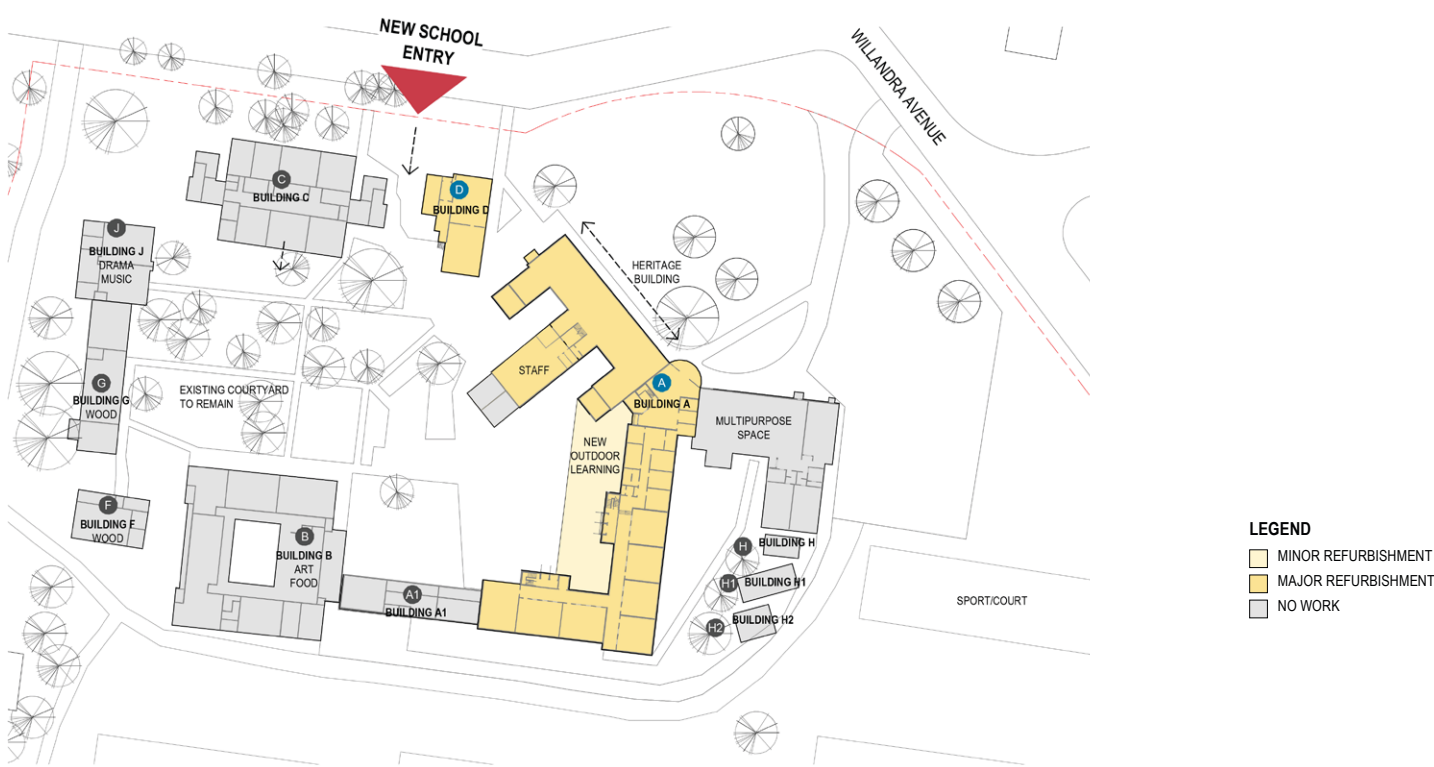 NEW SCHOOL
ENTRY
WILLANDRA AVENUE
C
BUILDING C
D
BUILDING D
J
BUILDING J
DRAMA
MUSIC
HERITAGE
BUILDING
G
BUILDING G
WOOD
EXISTING COURTYARD
TO REMAIN
STAFF
A
BUILDING A
MULTIPURPOSE
SPACE
NEW
OUTDOOR
LEARNING
F
BUILDING F
WOOD
B
BUILDING B
ART
FOOD
A1
BUILDING A1
H
BUILDING H
H1
BUILDING H1
H2
BUILDING H2
SPORT/COURT
LEGEND
MINOR REFURBISHMENT
MAJOR REFURBISHMENT
NO WORK